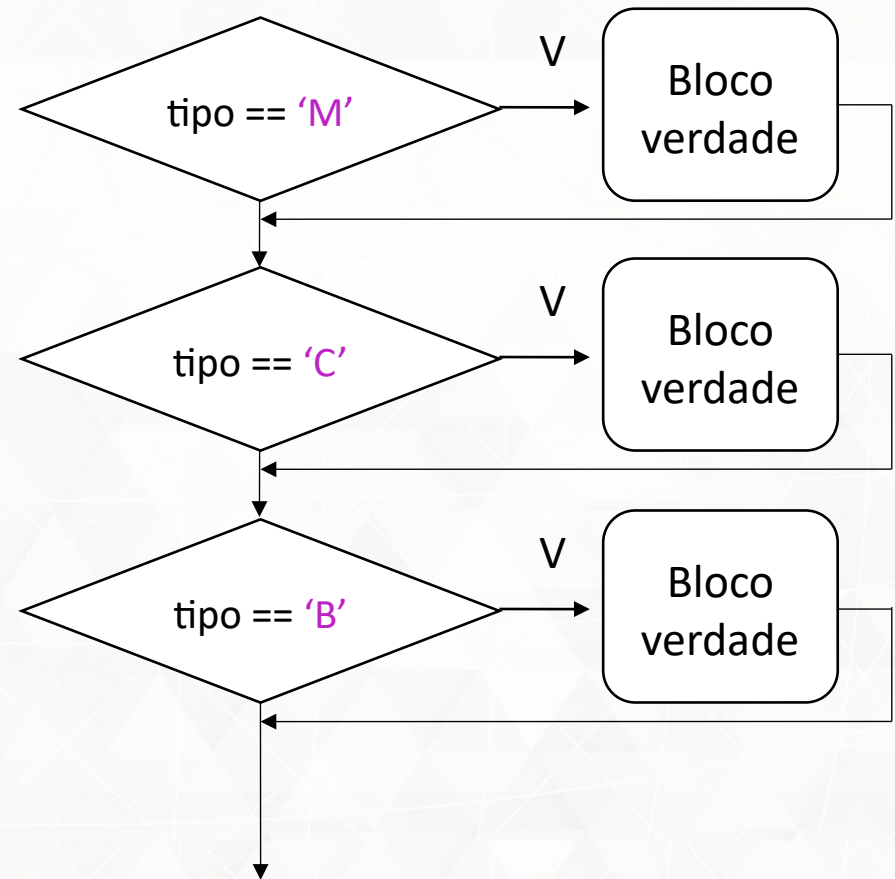 tipo == ‘M’
V
Bloco
verdade
tipo == ‘C’
V
Bloco
verdade
tipo == ‘B’
V
Bloco
verdade